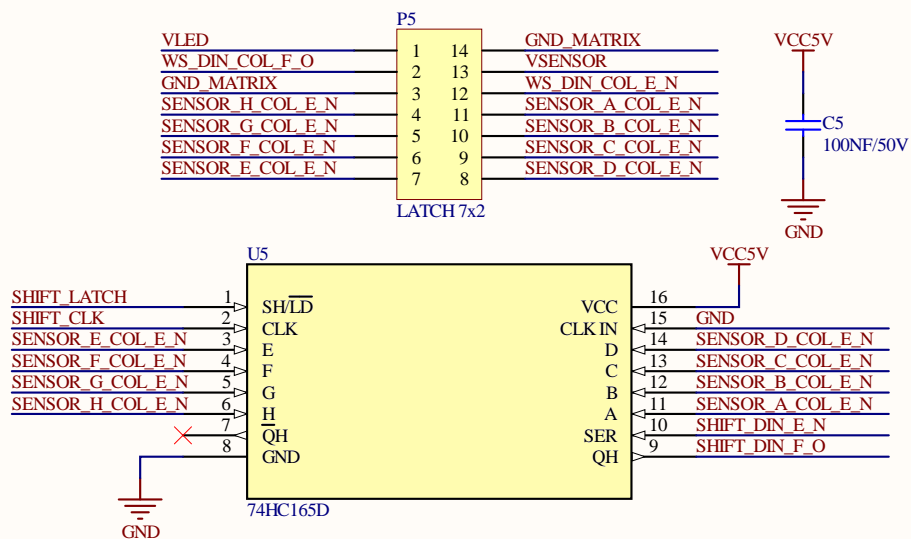 P5
VLED 1 14 GND_MATRIX
WS_DIN_COL_F_O 2 13 VSENSOR
GND_MATRIX 3 12 WS_DIN_COL_E_N
SENSOR_H_COL_E_N 4 11 SENSOR_A_COL_E_N
SENSOR_G_COL_E_N 5 10 SENSOR_B_COL_E_N
SENSOR_F_COL_E_N 6 9 SENSOR_C_COL_E_N
SENSOR_E_COL_E_N 7 8 SENSOR_D_COL_E_N
LATCH 7x2
VCC5V
C5
100NF/50V
GND
U5
VCC5V
SHIFT_LATCH 1 SH/LD VCC 16
SHIFT_CLK 2 CLK CLK IN 15 GND
SENSOR_E_COL_E_N 3 E D 14 SENSOR_D_COL_E_N
SENSOR_F_COL_E_N 4 F C 13 SENSOR_C_COL_E_N
SENSOR_G_COL_E_N 5 G B 12 SENSOR_B_COL_E_N
SENSOR_H_COL_E_N 6 H A 11 SENSOR_A_COL_E_N
7 QH SER 10 SHIFT_DIN_E_N
8 GND QH 9 SHIFT_DIN_F_O
74HC165D
GND